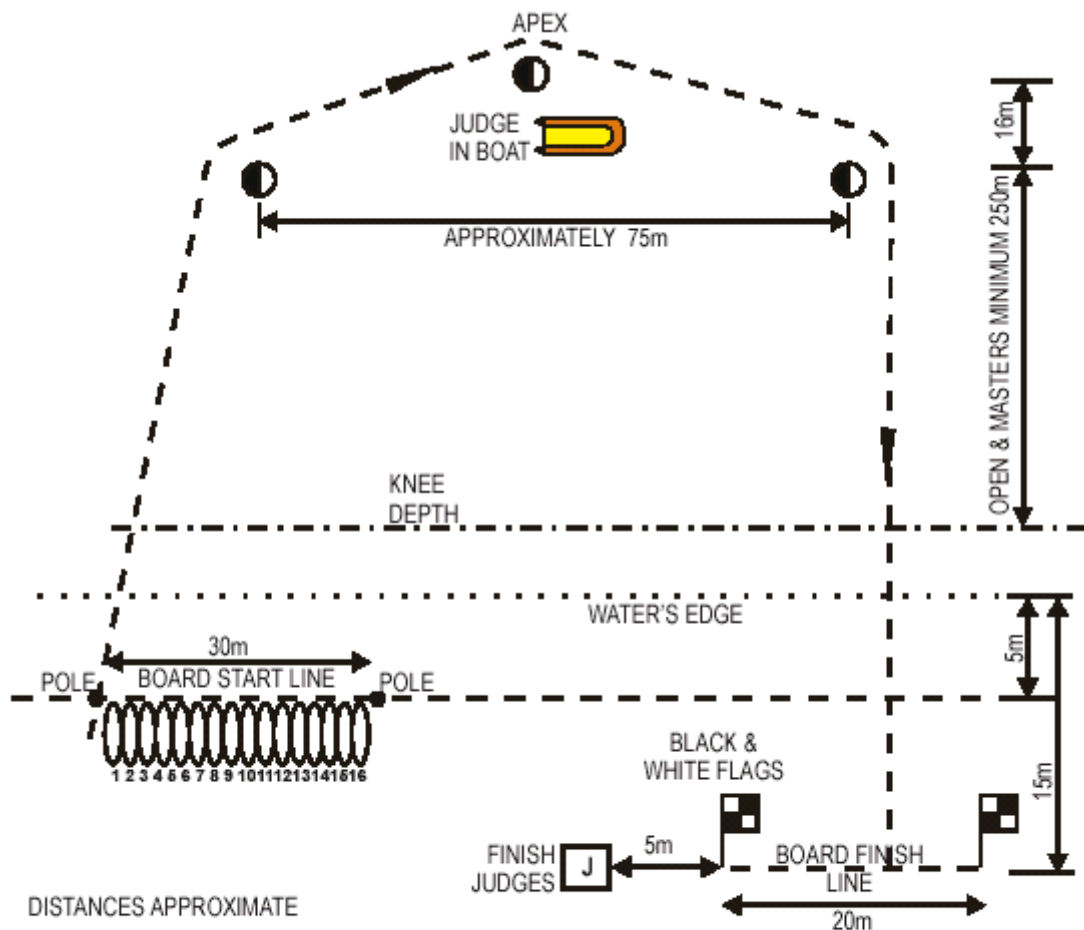 APEX
JUDGE
IN BOAT
16m
APPROXIMATELY 75m
OPEN & MASTERS MINIMUM 250m
KNEE
DEPTH
WATER'S EDGE
30m
5m
POLE
BOARD START LINE
POLE
1 2 3 4 5 6 7 8 9 10 11 12 13 14 15 16
BLACK &
WHITE FLAGS
15m
FINISH
JUDGES
J
5m
BOARD FINISH
LINE
20m
DISTANCES APPROXIMATE